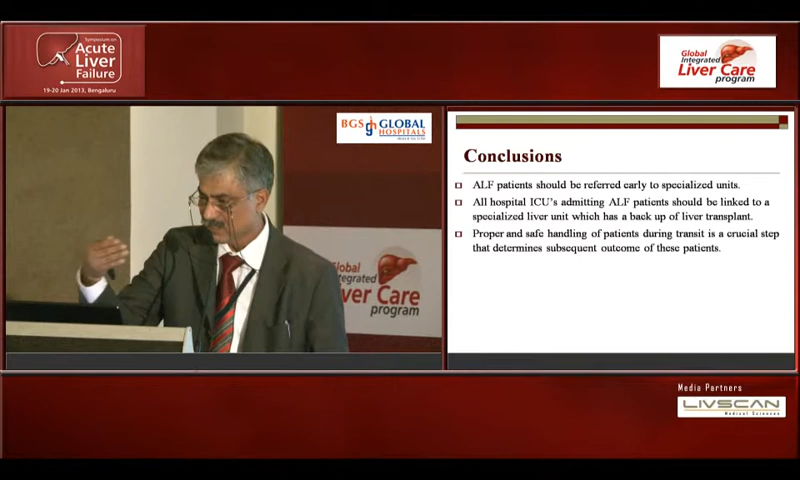 Symposium on
Acute
Liver
Failure
19-20 Jan 2013, Bengaluru
Global
Integrated
Liver Care
program
BGS GLOBAL
HOSPITALS
Global
Integrated
iver Care
program
Conclusions
ALF patients should be referred early to specialized units.
All hospital ICU's admitting ALF patients should be linked to a
specialized liver unit which has a back up of liver transplant.
Proper and safe handling of patients during transit is a crucial step
that determines subsequent outcome of these patients.
Media Partners
LIVSCAN
Medical Sciences